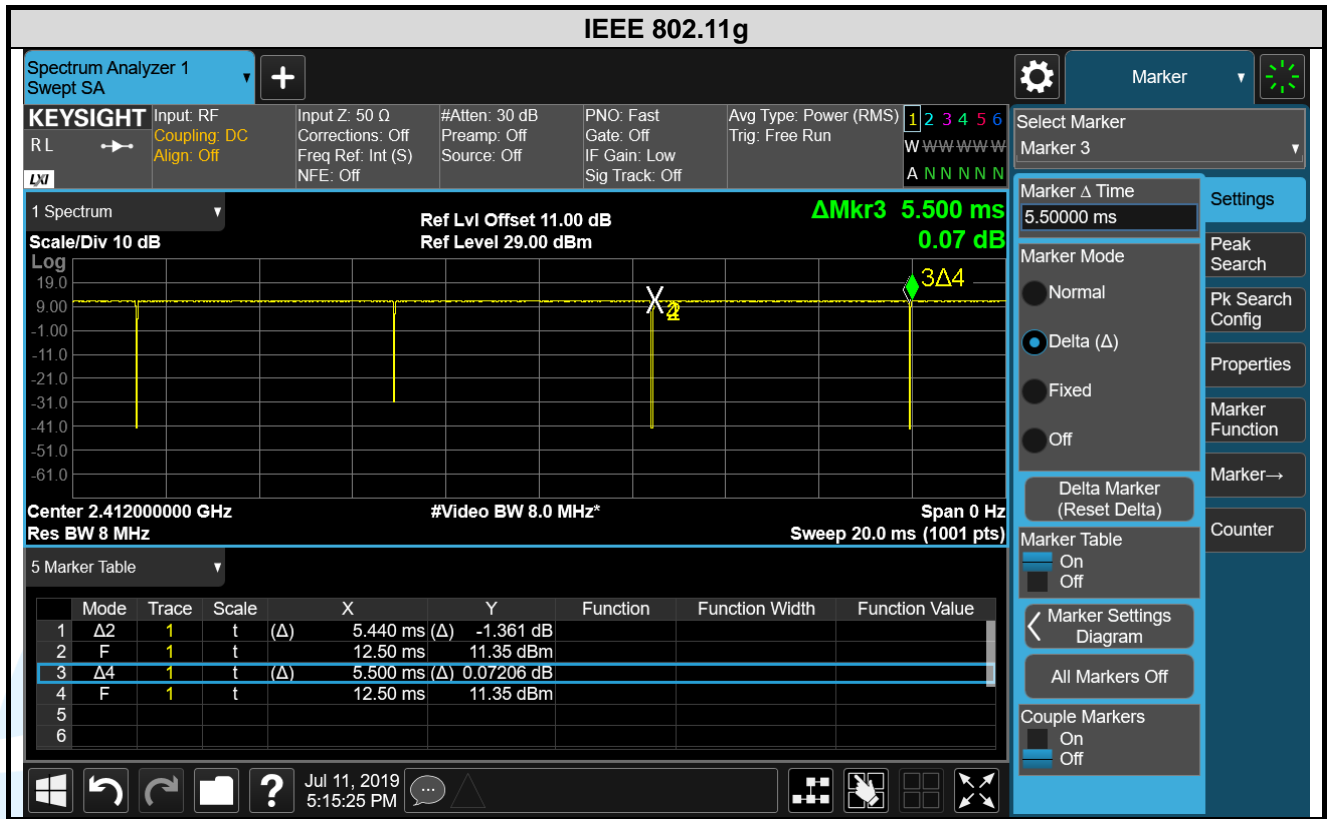 IEEE 802.11g
Spectrum Analyzer 1
Swept SA
Marker
KEYSIGHT
R L
LXI
Input: RF
Coupling: DC
Align: Off
Input Z: 50 Ω
Corrections: Off
Freq Ref: Int (S)
NFE: Off
#Atten: 30 dB
Preamp: Off
Source: Off
PNO: Fast
Gate: Off
IF Gain: Low
Sig Track: Off
Avg Type: Power (RMS)
Trig: Free Run
1 2 3 4 5 6
W W W W W W
A N N N N N
Select Marker
Marker 3
1 Spectrum
Scale/Div 10 dB
Ref Lvl Offset 11.00 dB
Ref Level 29.00 dBm
ΔMkr3 5.500 ms
0.07 dB
Log
19.0
9.00
-1.00
-11.0
-21.0
-31.0
-41.0
-51.0
-61.0
X
3Δ4
Center 2.412000000 GHz
#Video BW 8.0 MHz*
Span 0 Hz
Res BW 8 MHz
Sweep 20.0 ms (1001 pts)
5 Marker Table
Mode Trace Scale X Y Function Function Width Function Value
1 Δ2 1 t (Δ) 5.440 ms (Δ) -1.361 dB
2 F 1 t 12.50 ms 11.35 dBm
3 Δ4 1 t (Δ) 5.500 ms (Δ) 0.07206 dB
4 F 1 t 12.50 ms 11.35 dBm
5
6
Marker Δ Time
5.50000 ms
Marker Mode
Normal
Delta (Δ)
Fixed
Off
Delta Marker
(Reset Delta)
Marker Table
On
Off
Marker Settings
Diagram
All Markers Off
Couple Markers
On
Off
Settings
Peak
Search
Pk Search
Config
Properties
Marker
Function
Marker→
Counter
?
Jul 11, 2019
5:15:25 PM